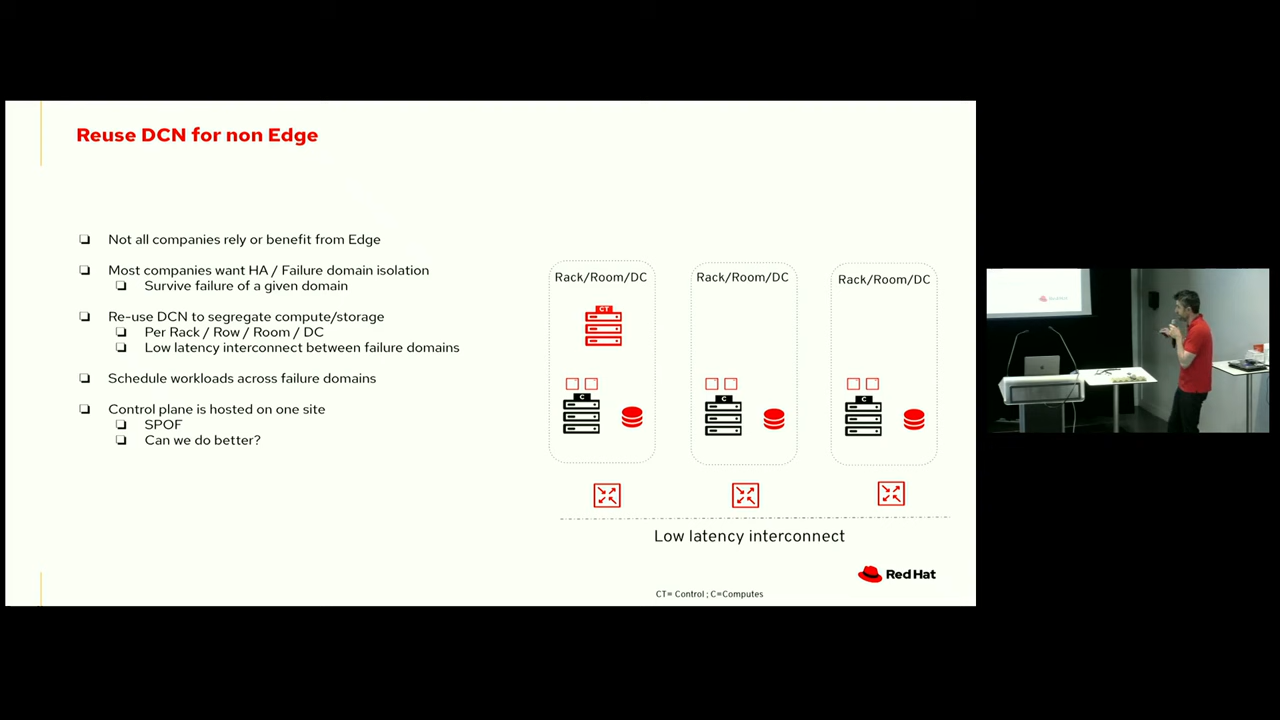 Reuse DCN for non Edge
Not all companies rely or benefit from Edge
Most companies want HA / Failure domain isolation
Survive failure of a given domain
Re-use DCN to segregate compute/storage
Per Rack / Row / Room / DC
Low latency interconnect between failure domains
Schedule workloads across failure domains
Control plane is hosted on one site
SPOF
Can we do better?
Rack/Room/DC
Rack/Room/DC
Rack/Room/DC
CT
C
C
C
Low latency interconnect
Red Hat
CT= Control ; C=Computes